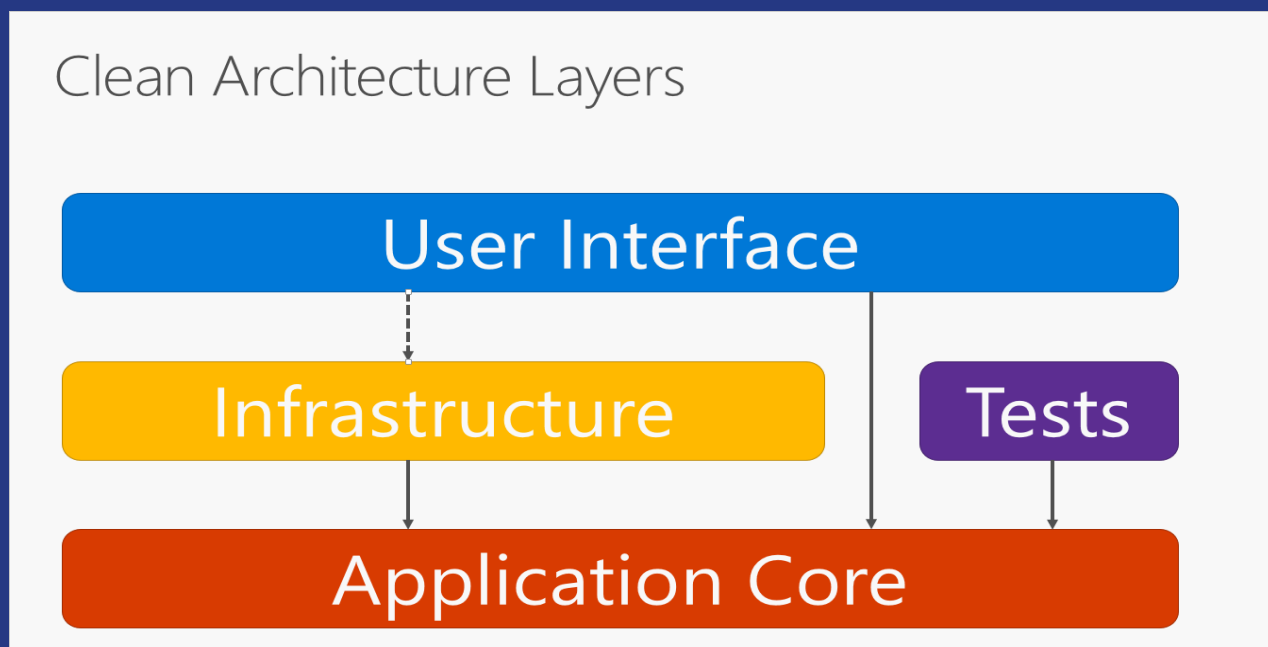 Clean Architecture Layers
User Interface
Infrastructure
Tests
Application Core